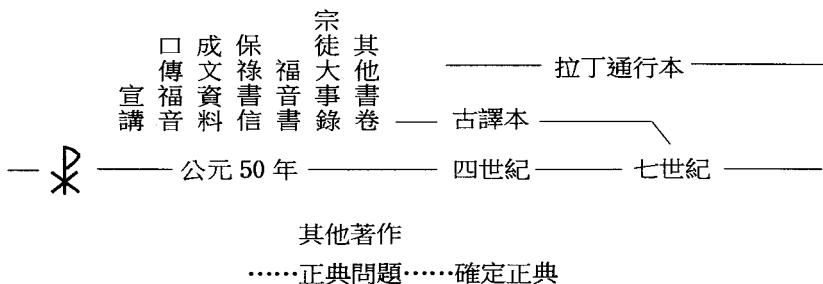 宣講
口傳福音
成文資料
保祿書信
福音書
宗徒大事錄
其他書卷
拉丁通行本
古譯本
公元 50 年
四世紀
七世紀
其他著作
……正典問題……確定正典